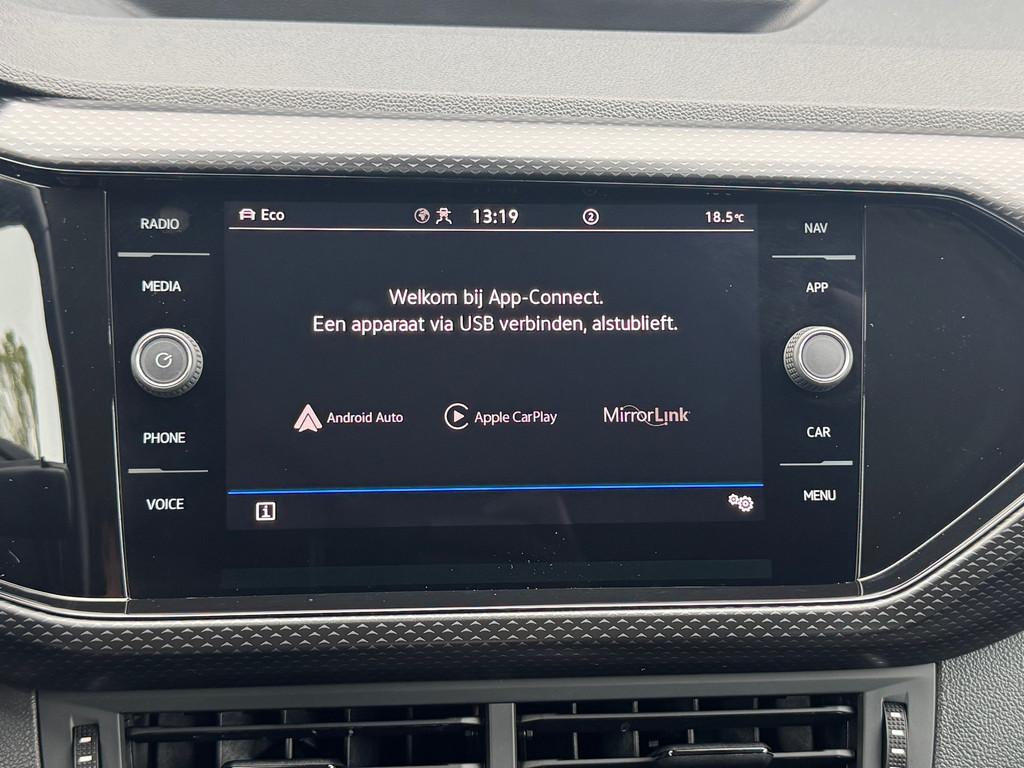 RADIO
MEDIA
PHONE
VOICE
Eco 13:19 2 18.5°C
Welkom bij App-Connect.
Een apparaat via USB verbinden, alstublieft.
Android Auto Apple CarPlay MirrorLink
i
NAV
APP
CAR
MENU